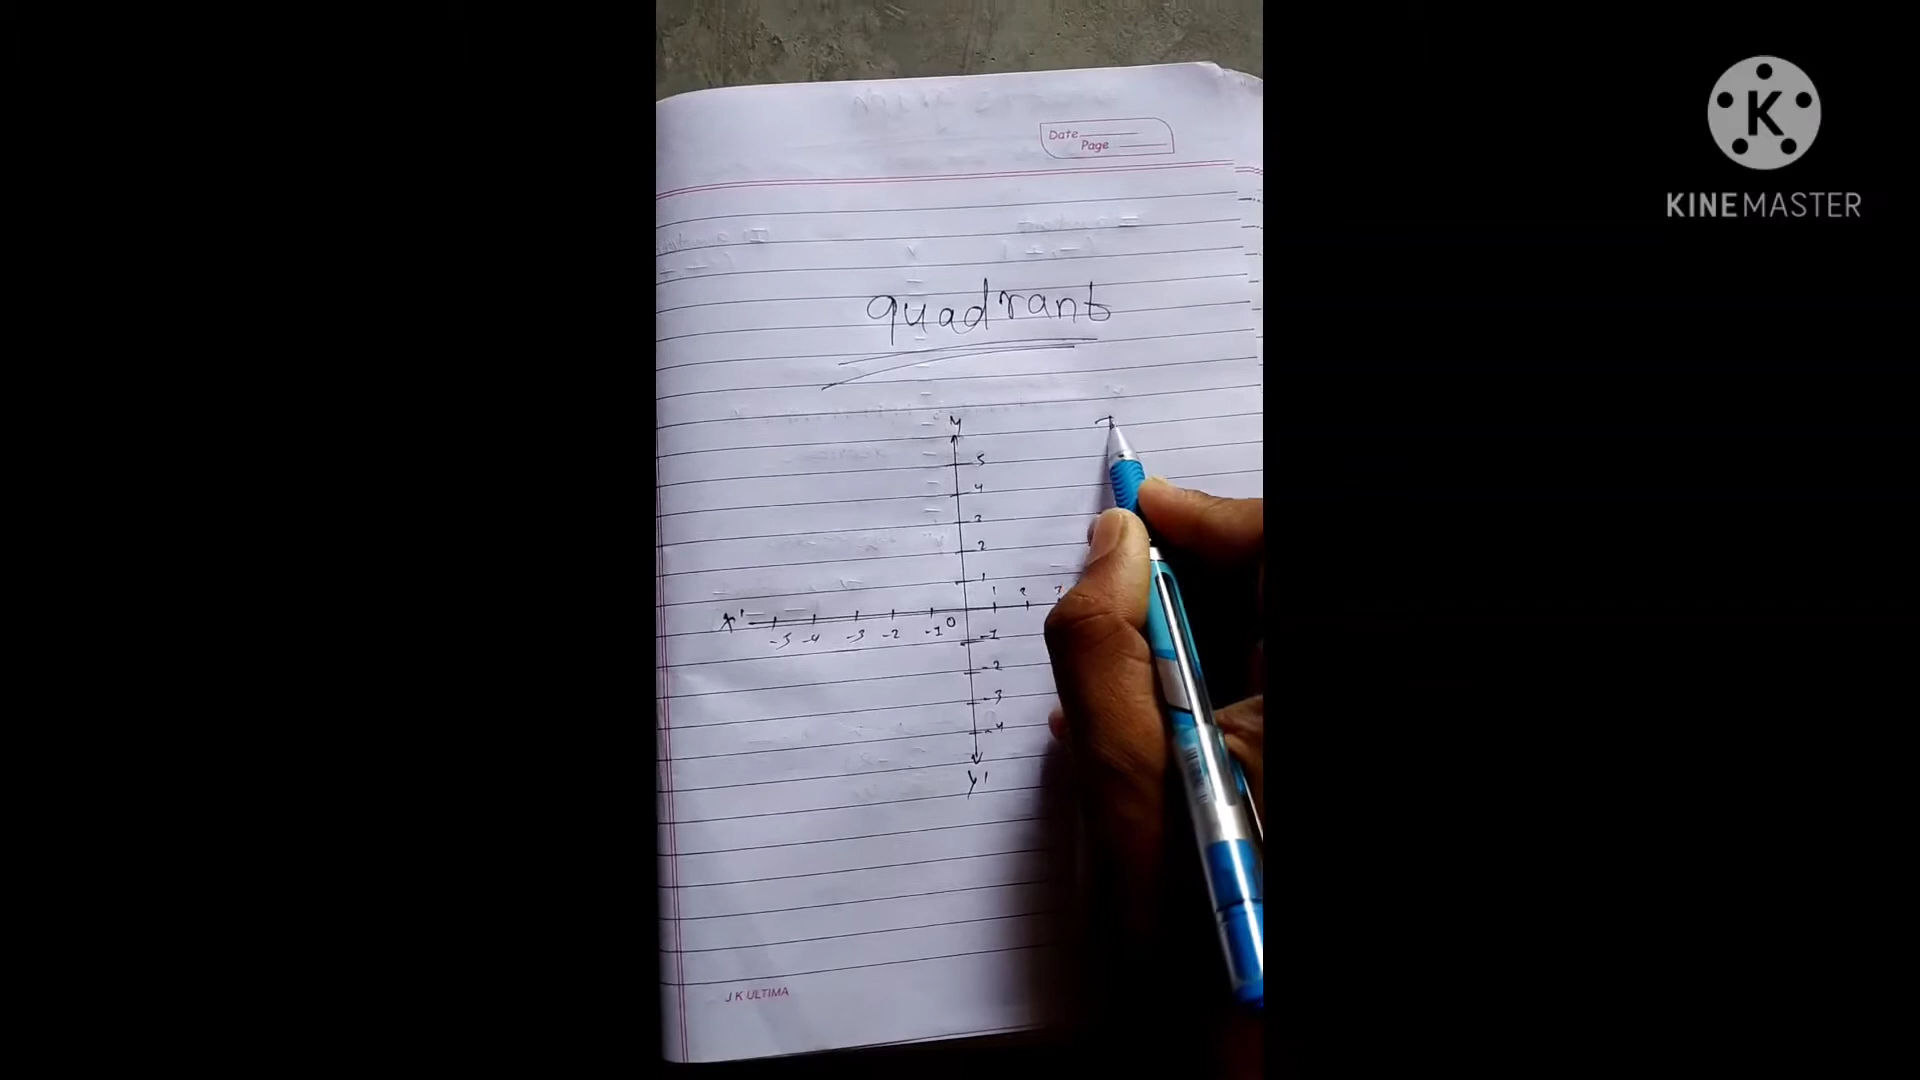 KINEMASTER
Date
Page
quadrant
y
5
4
3
2
1
1 2 3
x'
-5 -4 -3 -2 -1 0
-1
-2
-3
-4
y'
J K ULTIMA